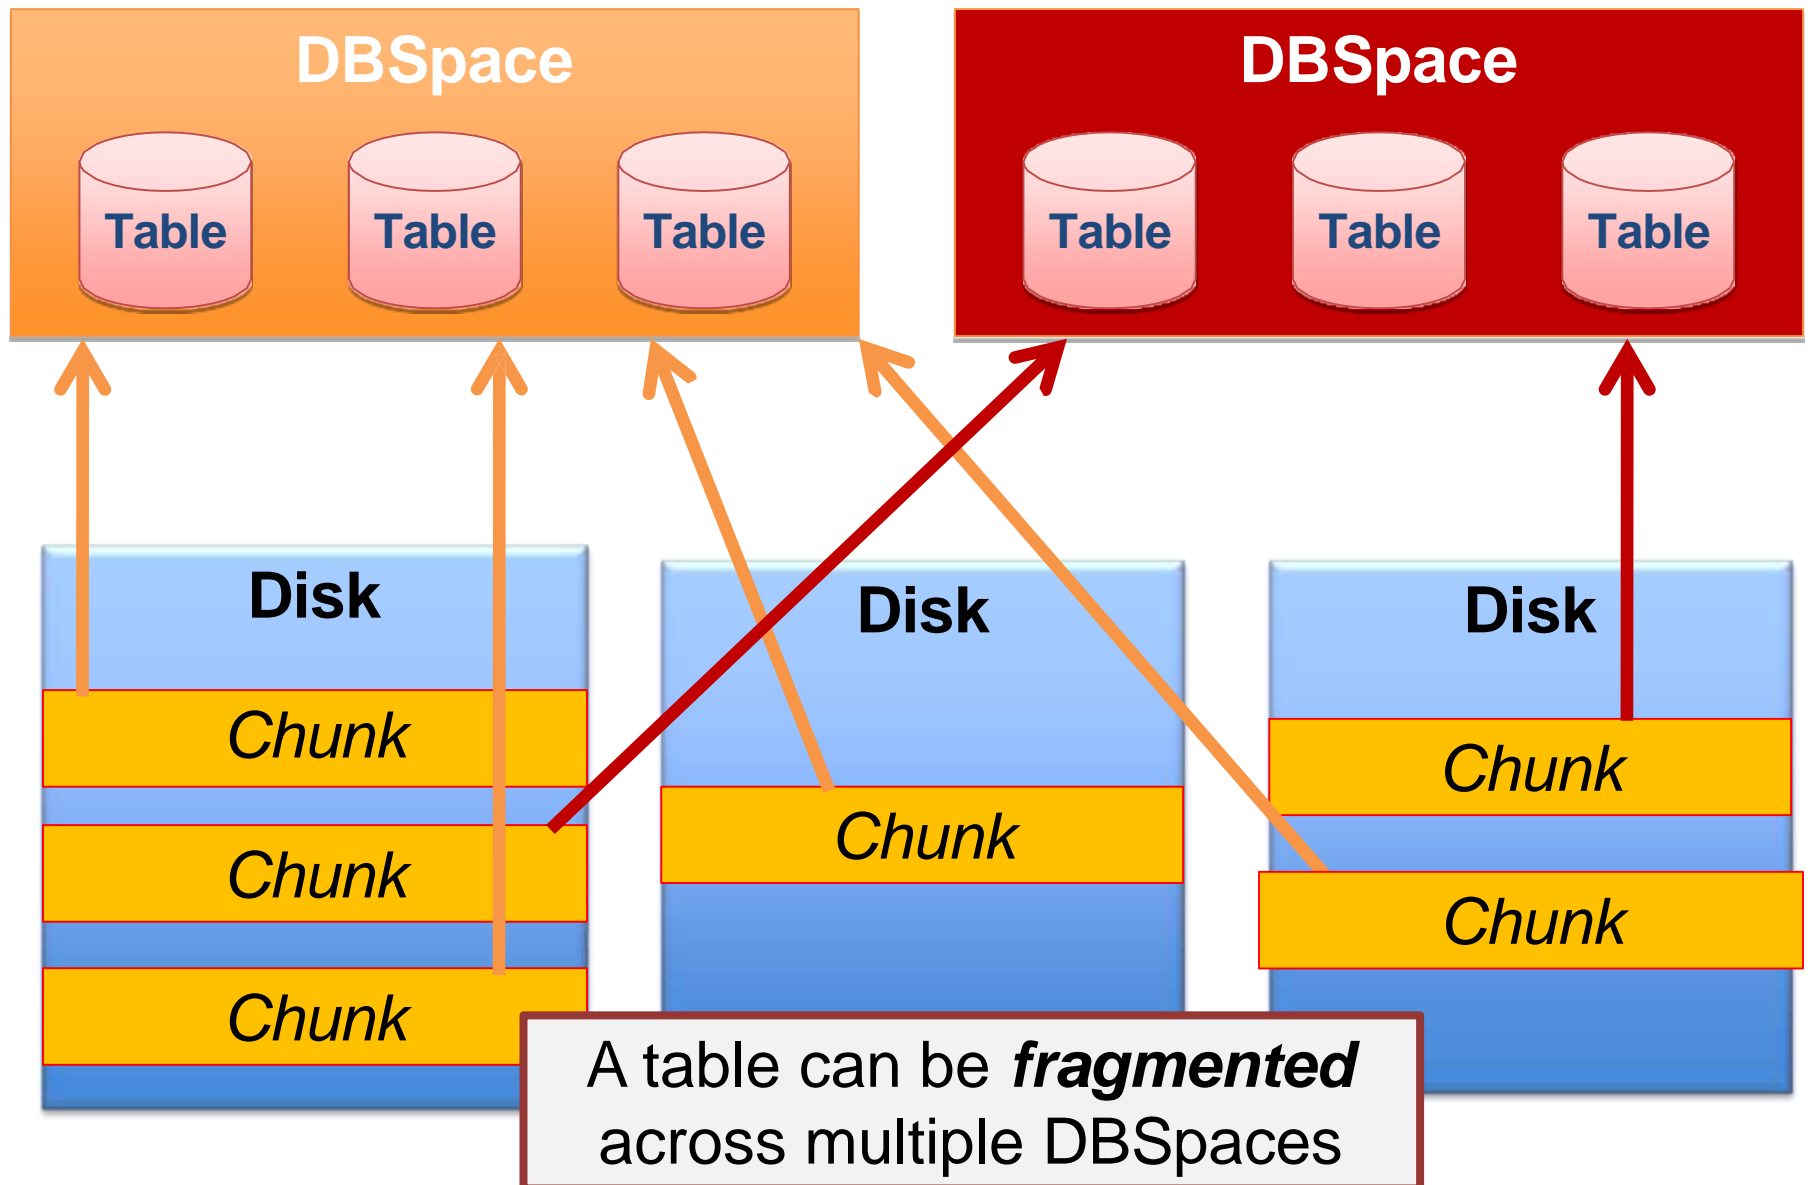 DBSpace
Table
Table
Table
DBSpace
Table
Table
Table
Disk
Chunk
Chunk
Chunk
Disk
Chunk
Disk
Chunk
Chunk
A table can be fragmented
across multiple DBSpaces